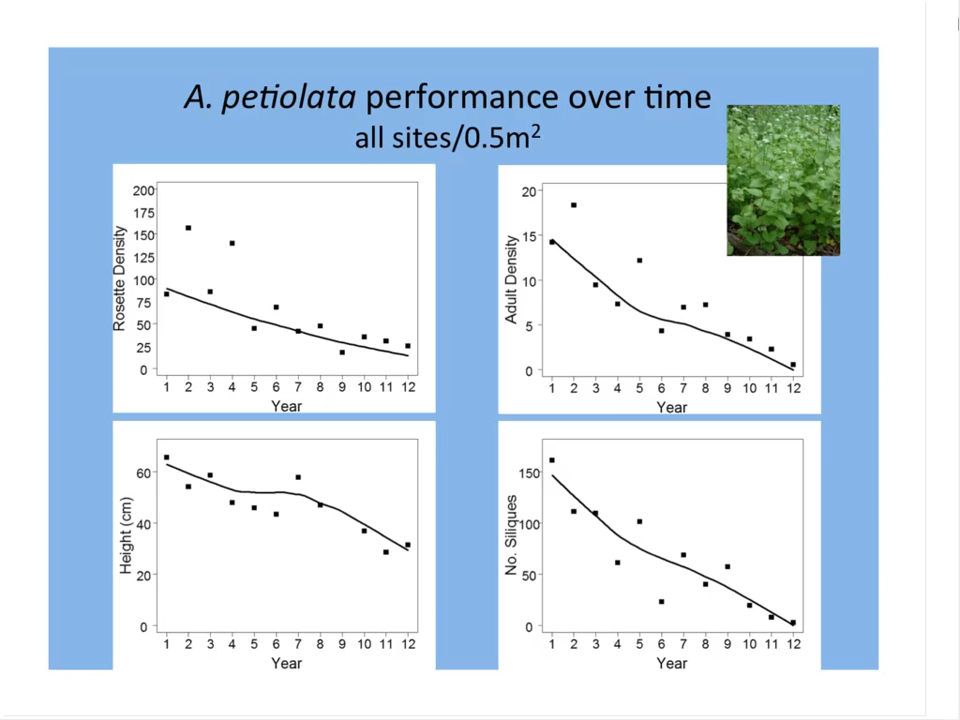 A. petiolata performance over time
all sites/0.5m²
Rosette Density
200
175
150
125
100
75
50
25
0
1 2 3 4 5 6 7 8 9 10 11 12
Year
Adult Density
20
15
10
5
0
1 2 3 4 5 6 7 8 9 10 11 12
Year
Height (cm)
60
40
20
0
1 2 3 4 5 6 7 8 9 10 11 12
Year
No. Siliques
150
100
50
0
1 2 3 4 5 6 7 8 9 10 11 12
Year